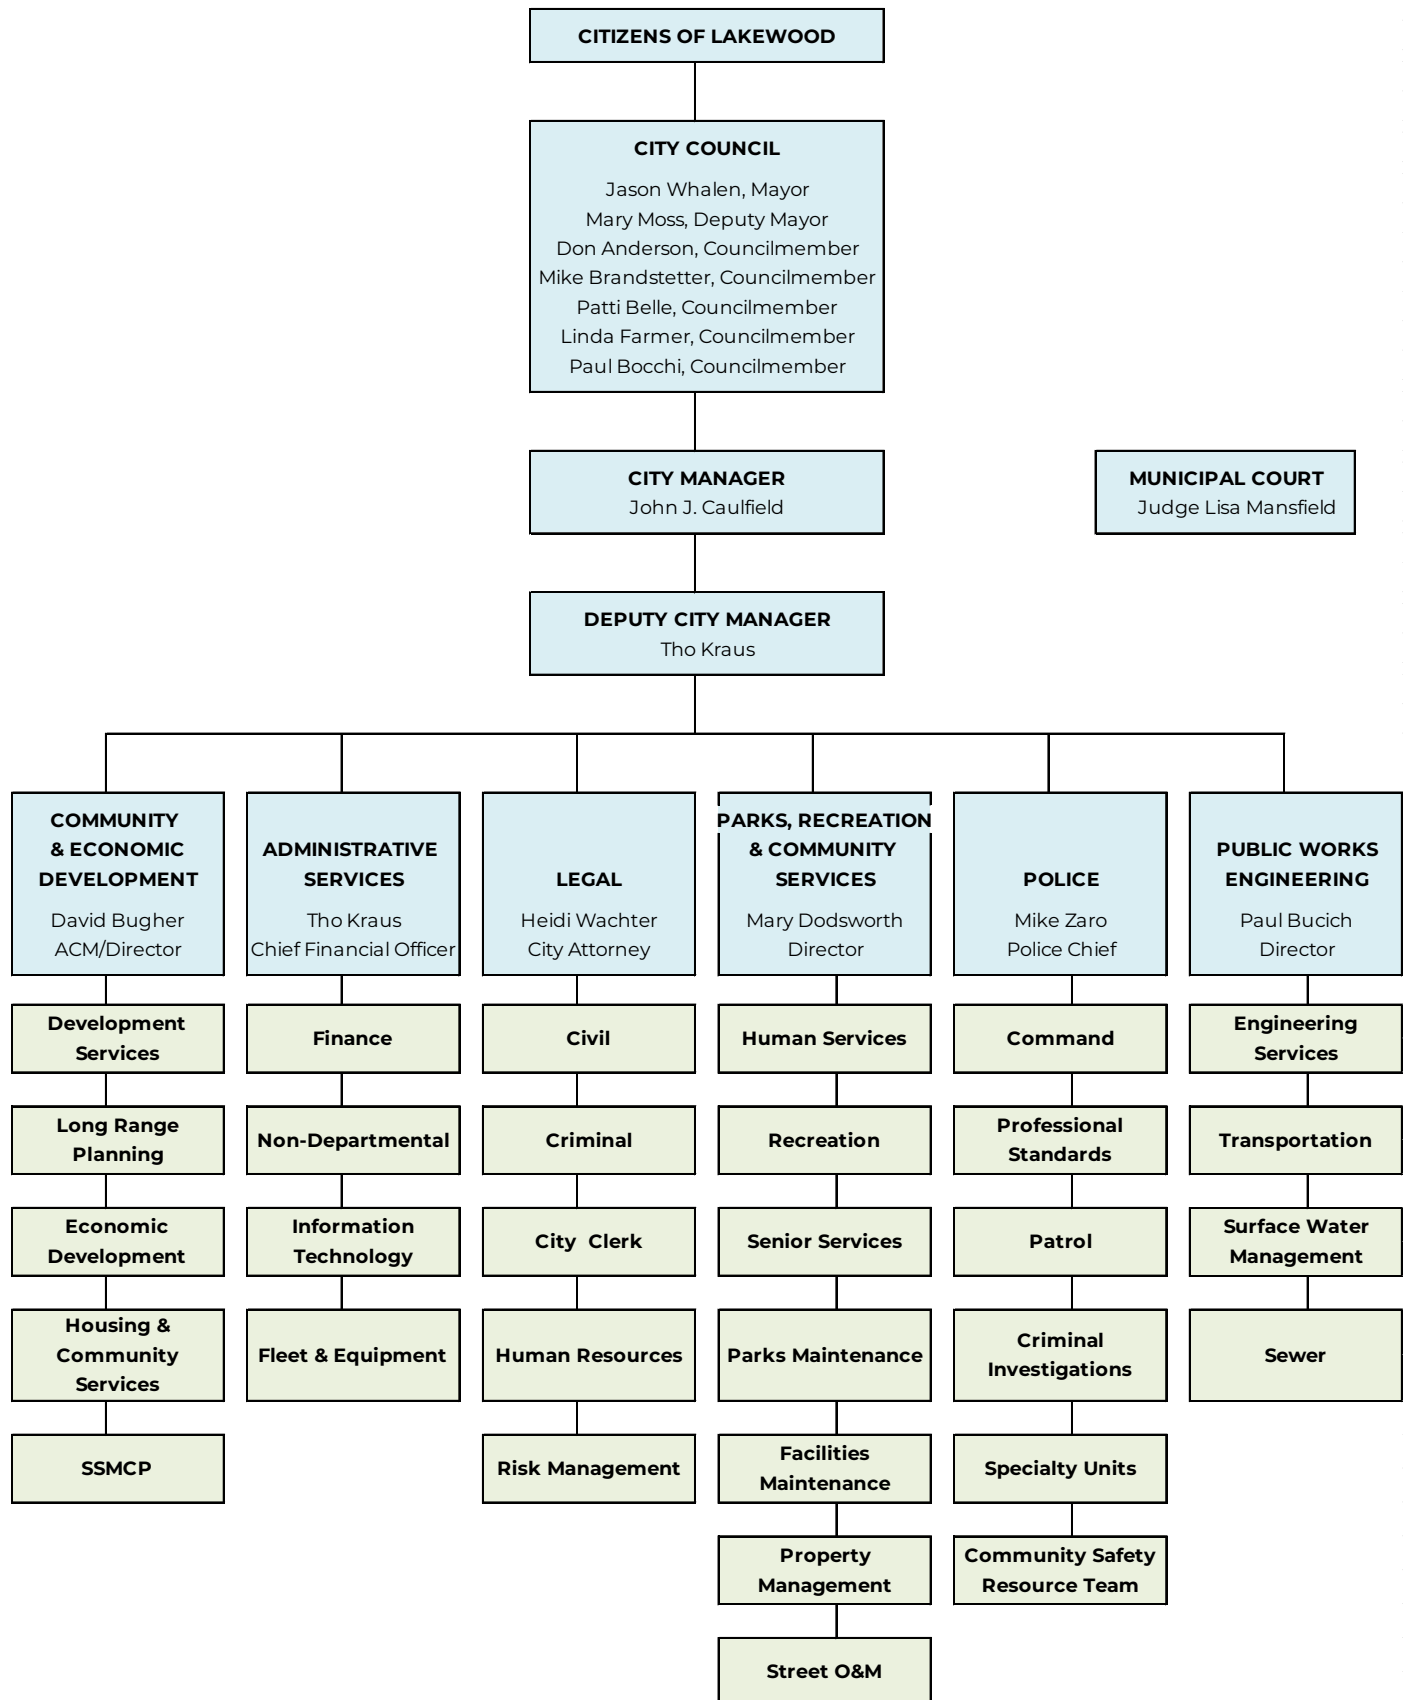 CITIZENS OF LAKEWOOD
CITY COUNCIL
Jason Whalen, Mayor
Mary Moss, Deputy Mayor
Don Anderson, Councilmember
Mike Brandstetter, Councilmember
Patti Belle, Councilmember
Linda Farmer, Councilmember
Paul Bocchi, Councilmember
CITY MANAGER
John J. Caulfield
MUNICIPAL COURT
Judge Lisa Mansfield
DEPUTY CITY MANAGER
Tho Kraus
COMMUNITY
& ECONOMIC
DEVELOPMENT
David Bugher
ACM/Director
Development
Services
Long Range
Planning
Economic
Development
Housing &
Community
Services
SSMCP
ADMINISTRATIVE
SERVICES
Tho Kraus
Chief Financial Officer
Finance
Non-Departmental
Information
Technology
Fleet & Equipment
LEGAL
Heidi Wachter
City Attorney
Civil
Criminal
City Clerk
Human Resources
Risk Management
PARKS, RECREATION
& COMMUNITY
SERVICES
Mary Dodsworth
Director
Human Services
Recreation
Senior Services
Parks Maintenance
Facilities
Maintenance
Property
Management
Street O&M
POLICE
Mike Zaro
Police Chief
Command
Professional
Standards
Patrol
Criminal
Investigations
Specialty Units
Community Safety
Resource Team
PUBLIC WORKS
ENGINEERING
Paul Bucich
Director
Engineering
Services
Transportation
Surface Water
Management
Sewer